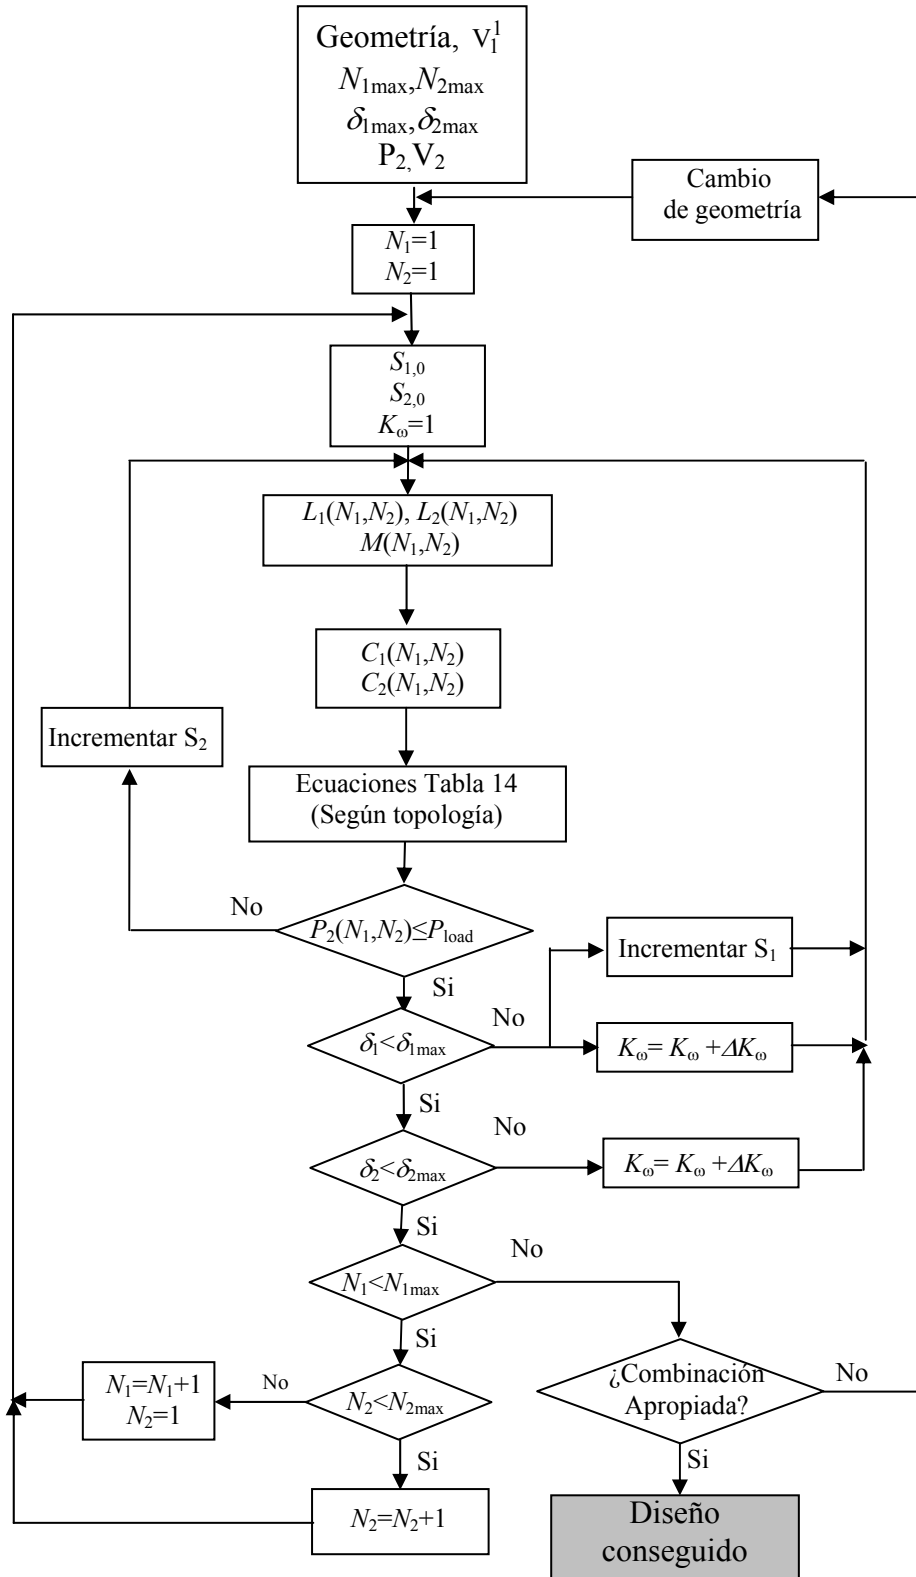 Geometría, V₁¹
N₁max,N₂max
δ₁max,δ₂max
P₂,V₂
Cambio
de geometría
N₁=1
N₂=1
S₁,₀
S₂,₀
Kω=1
L₁(N₁,N₂), L₂(N₁,N₂)
M(N₁,N₂)
C₁(N₁,N₂)
C₂(N₁,N₂)
Incrementar S₂
Ecuaciones Tabla 14
(Según topología)
No
P₂(N₁,N₂)≤Pload
Si
Incrementar S₁
No
δ₁<δ₁max
Kω= Kω +ΔKω
Si
No
δ₂<δ₂max
Kω= Kω +ΔKω
Si
No
N₁<N₁max
Si
¿Combinación
Apropiada?
No
N₁=N₁+1
N₂=1
No
N₂<N₂max
Si
Si
N₂=N₂+1
Diseño
conseguido